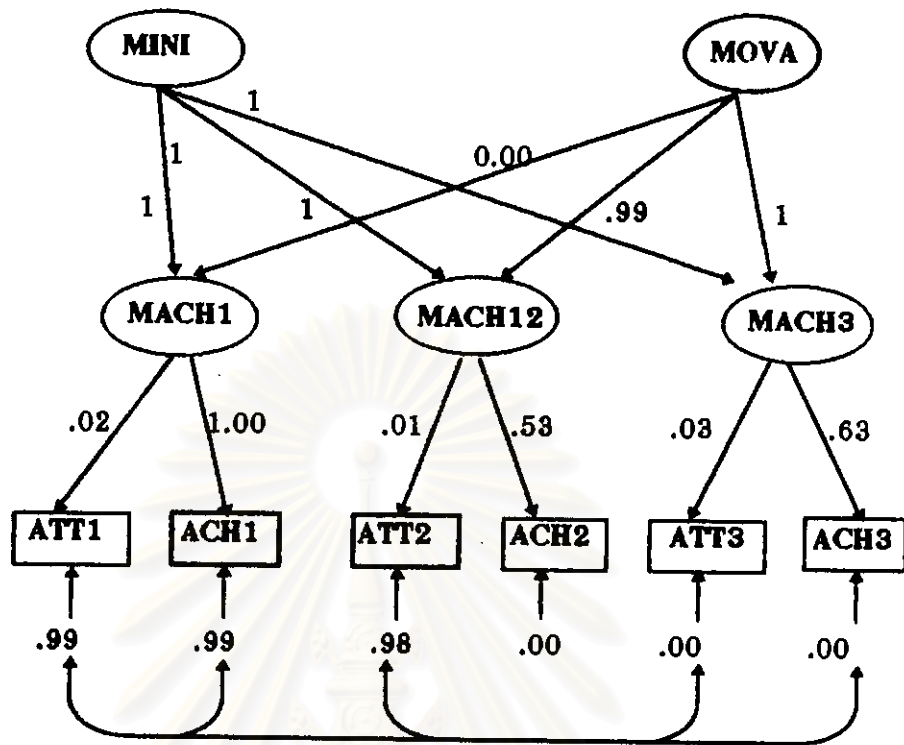 MINI MOVA
1
0.00
1
1 1 .99 1
MACH1 MACH12 MACH3
.02 1.00 .01 .53 .03 .63
ATT1 ACH1 ATT2 ACH2 ATT3 ACH3
.99 .99 .98 .00 .00 .00